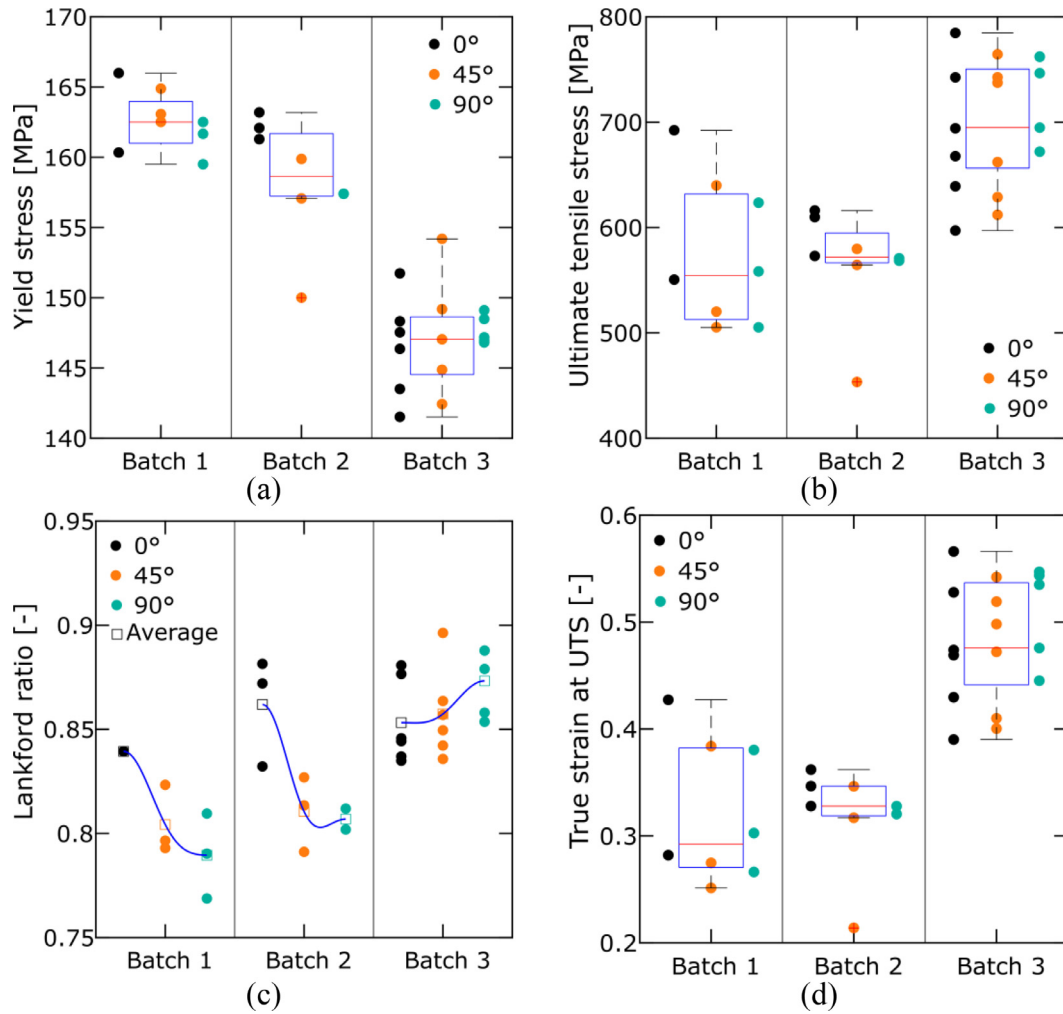 Yield stress [MPa]
170
165
160
155
150
145
140
0°
45°
90°
Batch 1 Batch 2 Batch 3
(a)
Ultimate tensile stress [MPa]
800
700
600
500
400
0°
45°
90°
Batch 1 Batch 2 Batch 3
(b)
Lankford ratio [-]
0.95
0.9
0.85
0.8
0.75
0°
45°
90°
Average
Batch 1 Batch 2 Batch 3
(c)
True strain at UTS [-]
0.6
0.5
0.4
0.3
0.2
0°
45°
90°
Batch 1 Batch 2 Batch 3
(d)